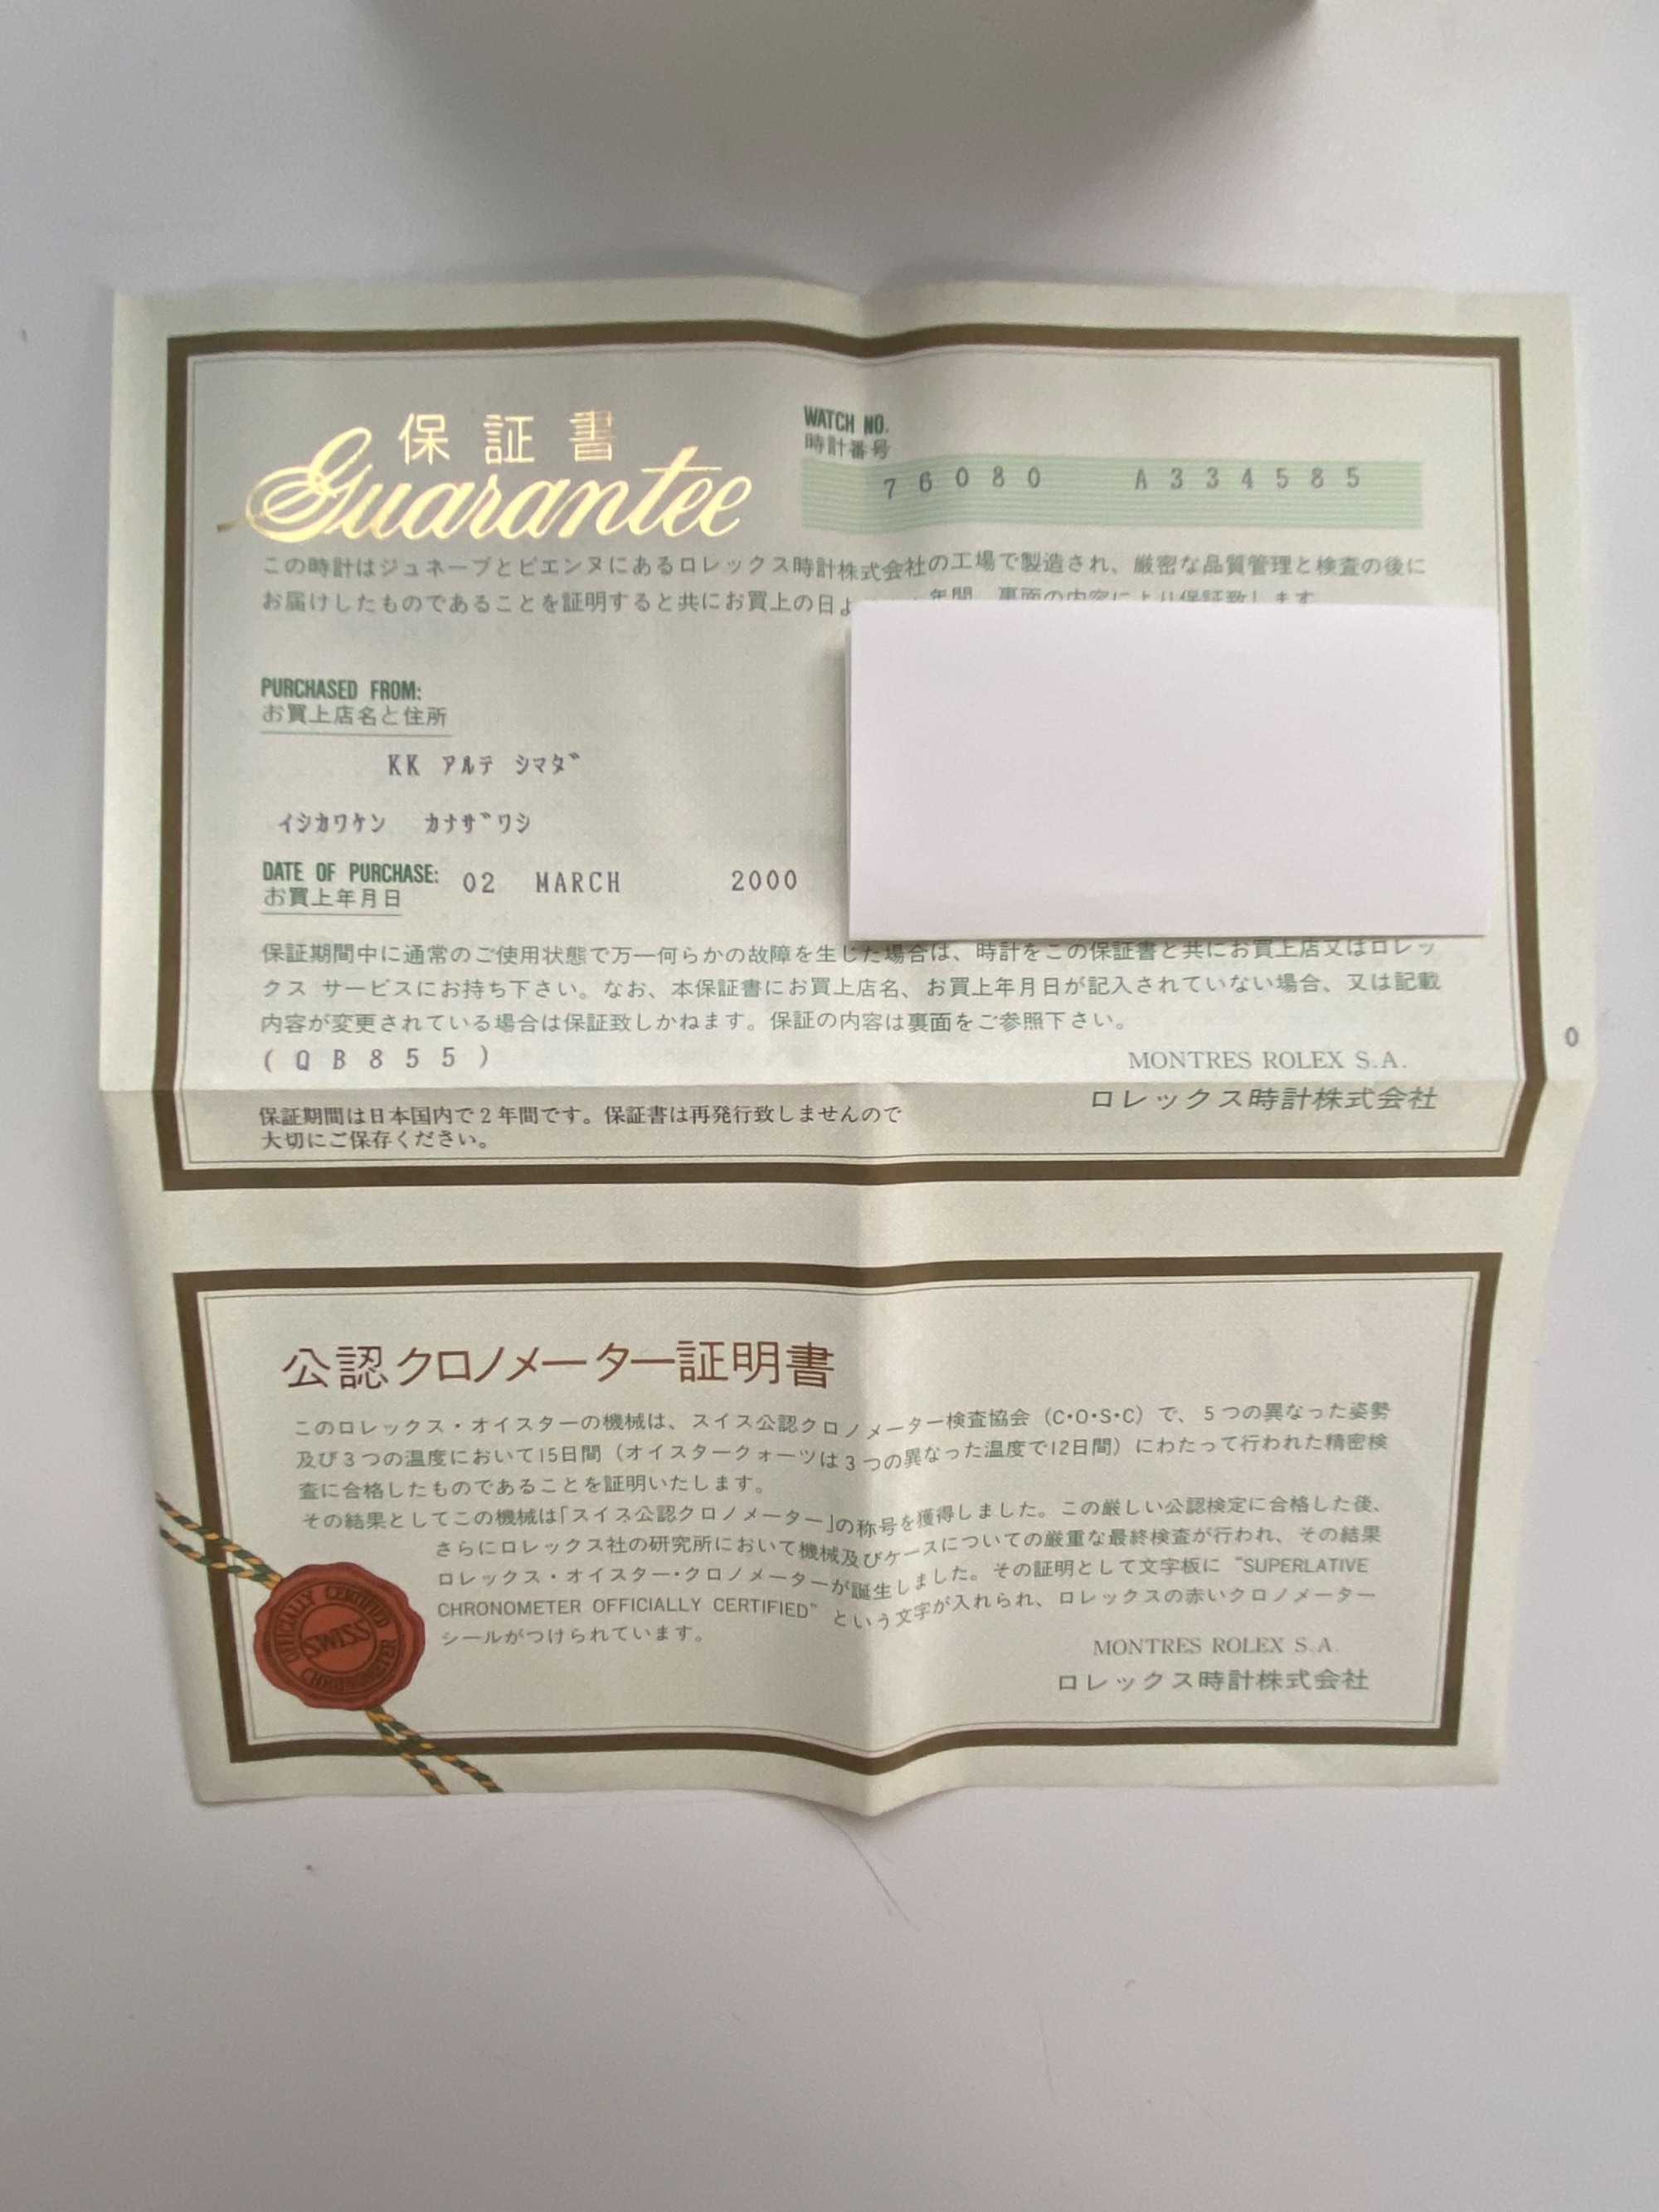 保証書
Guarantee
WATCH NO.
時計番号
76080 A334585
この時計はジュネーブとビエンヌにあるロレックス時計株式会社の工場で製造され、厳密な品質管理と検査の後に
お届けしたものであることを証明すると共にお買上の日よ 年間、裏面の内容により保証致します
PURCHASED FROM:
お買上店名と住所
KK アルテ シマダ
イシカワケン カナザワシ
DATE OF PURCHASE: 02 MARCH 2000
お買上年月日
保証期間中に通常のご使用状態で万一何らかの故障を生じた場合は、時計をこの保証書と共にお買上店又はロレッ
クス サービスにお持ち下さい。なお、本保証書にお買上店名、お買上年月日が記入されていない場合、又は記載
内容が変更されている場合は保証致しかねます。保証の内容は裏面をご参照下さい。
(QB855)
MONTRES ROLEX S.A.
ロレックス時計株式会社
0
保証期間は日本国内で2年間です。保証書は再発行致しませんので
大切にご保存ください。
公認クロノメーター証明書
このロレックス・オイスターの機械は、スイス公認クロノメーター検査協会（C・O・S・C）で、5つの異なった姿勢
及び3つの温度において15日間（オイスタークォーツは3つの異なった温度で12日間）にわたって行われた精密検
査に合格したものであることを証明いたします。
その結果としてこの機械は「スイス公認クロノメーター」の称号を獲得しました。この厳しい公認検定に合格した後、
さらにロレックス社の研究所において機械及びケースについての厳重な最終検査が行われ、その結果
ロレックス・オイスター・クロノメーターが誕生しました。その証明として文字板に “SUPERLATIVE
CHRONOMETER OFFICIALLY CERTIFIED” という文字が入れられ、ロレックスの赤いクロノメーター
シールがつけられています。
OFFICIALLY CERTIFIED
SWISS
CHRONOMETER
MONTRES ROLEX S.A.
ロレックス時計株式会社